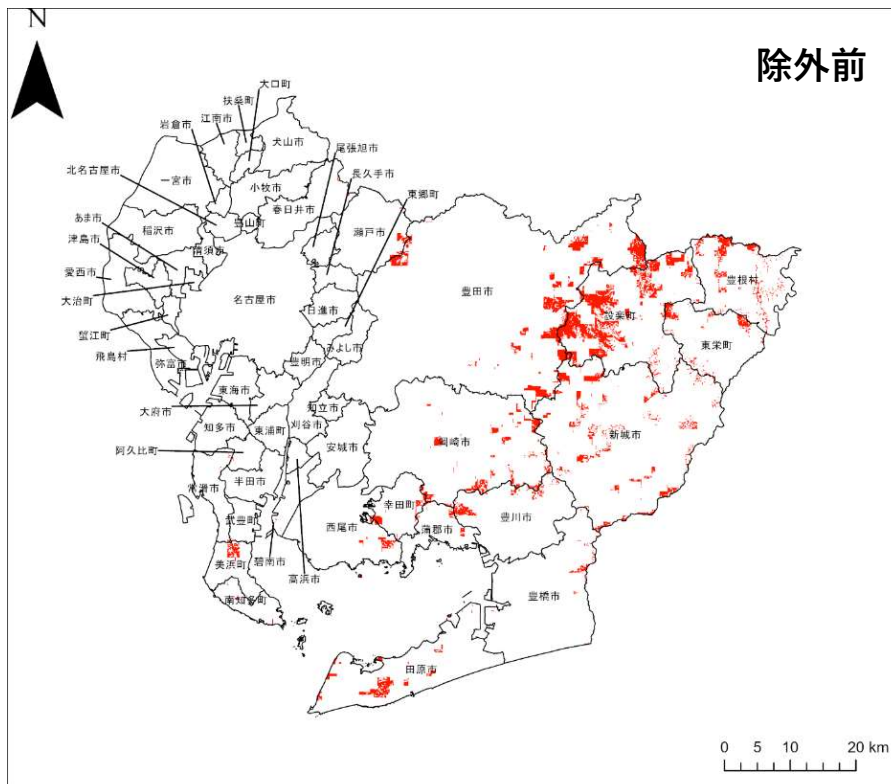 N
除外前
大口町
扶桑町
江南市
岩倉市
犬山市
尾張旭市
北名古屋市
一宮市
長久手市
小牧市
東郷町
春日井市
あま市
稲沢市
豊山町
瀬戸市
津島市
清須市
愛西市
豊田市
豊根村
大治町
名古屋市
日進市
設楽町
蟹江町
東栄町
みよし市
飛島村
弥富市
豊明市
東海市
大府市
知立市
知多市
東浦町
刈谷市
新城市
岡崎市
安城市
阿久比町
半田市
常滑市
幸田町
武豊町
西尾市
豊川市
蒲郡市
美浜町
碧南市
高浜市
南知多町
豊橋市
田原市
0 5 10 20 km